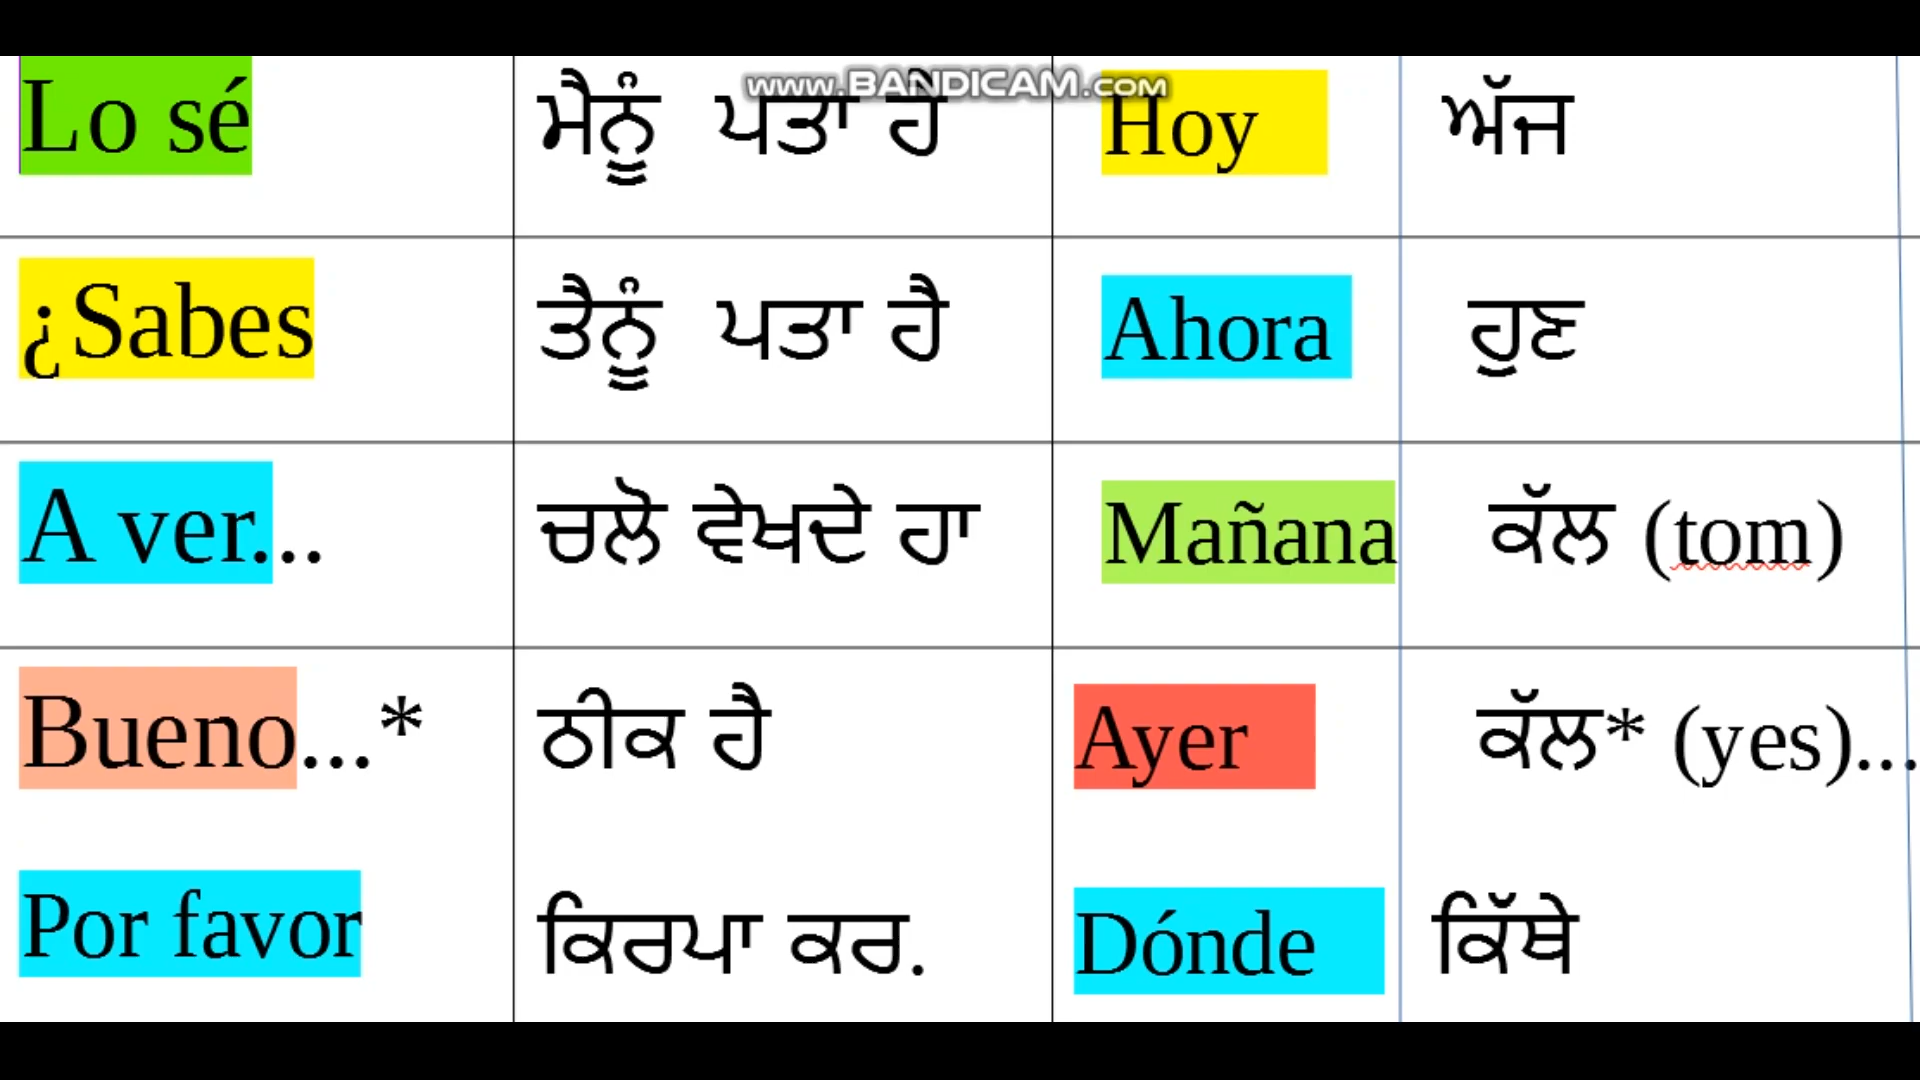 www.BANDICAM.com
Lo sé ਮੈਨੂੰ ਪਤਾ ਹੈ Hoy ਅੱਜ
¿Sabes ਤੈਨੂੰ ਪਤਾ ਹੈ Ahora ਹੁਣ
A ver... ਚਲੋ ਵੇਖਦੇ ਹਾ Mañana ਕੱਲ (tom)
Bueno...* ਠੀਕ ਹੈ Ayer ਕੱਲ* (yes)...
Por favor ਕਿਰਪਾ ਕਰ. Dónde ਕਿੱਥੇ